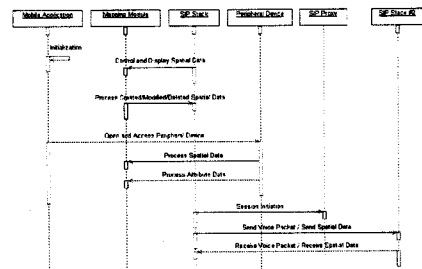 Mobile Application
Mapping Module
SIP Stack
Peripheral Device
SIP Proxy
SIP Stack #2
Initialization
Control and Display Spatial Data
Process Created/Modified/Deleted Spatial Data
Open and Access Peripheral Device
Process Spatial Data
Process Attribute Data
Session Initiation
Send Voice Packet / Send Spatial Data
Receive Voice Packet / Receive Spatial Data